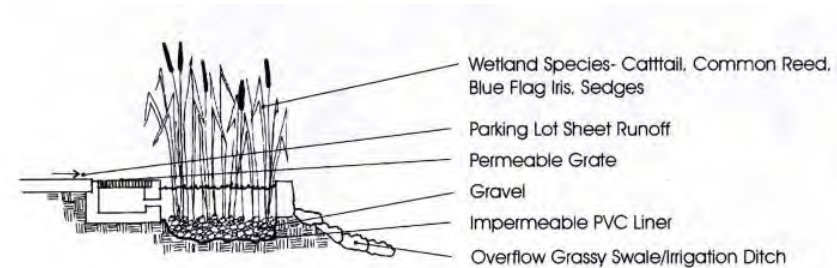 Wetland Species- Catttail, Common Reed,
Blue Flag Iris, Sedges
Parking Lot Sheet Runoff
Permeable Grate
Gravel
Impermeable PVC Liner
Overflow Grassy Swale/Irrigation Ditch